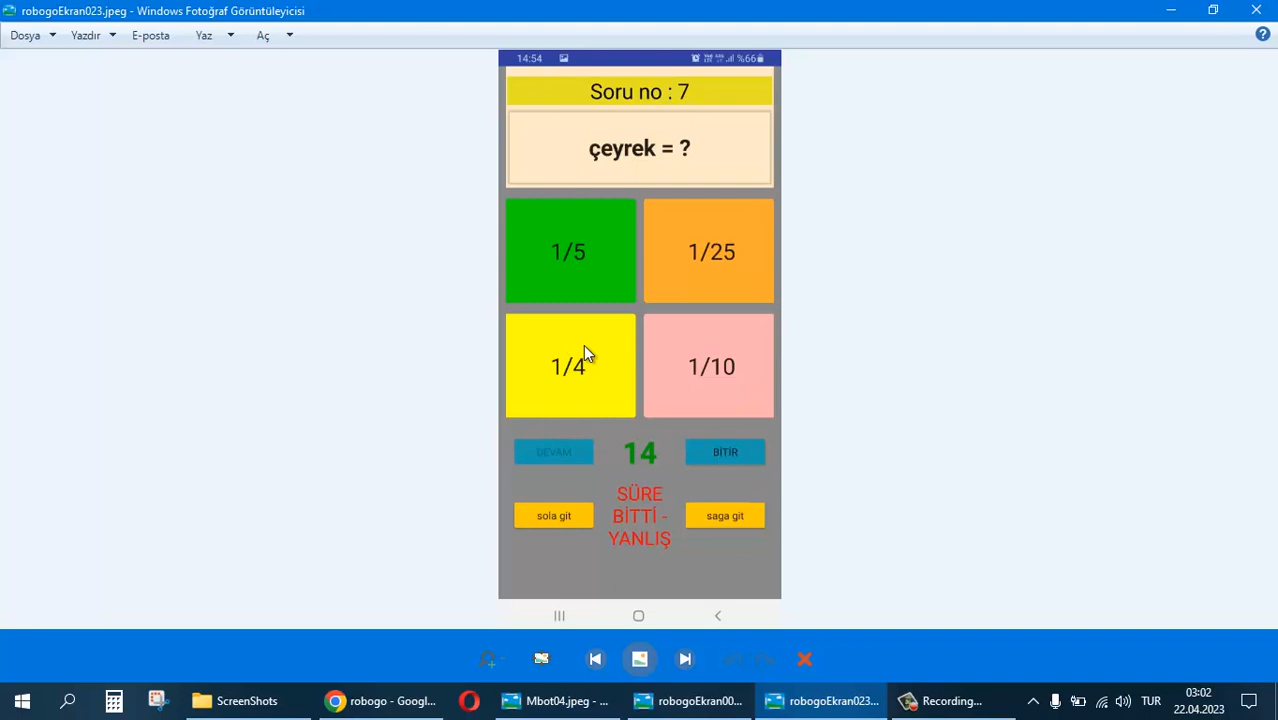 robogoEkran023.jpeg - Windows Fotoğraf Görüntüleyicisi
Dosya Yazdır E-posta Yaz Aç
14:54 %66
Soru no : 7
çeyrek = ?
1/5 1/25
1/4 1/10
DEVAM 14 BİTİR
SÜRE
sola git BİTTİ - saga git
YANLIŞ
ScreenShots robogo - Googl... Mbot04.jpeg - ... robogoEkran00... robogoEkran023... Recording... TUR
03:02
22.04.2023